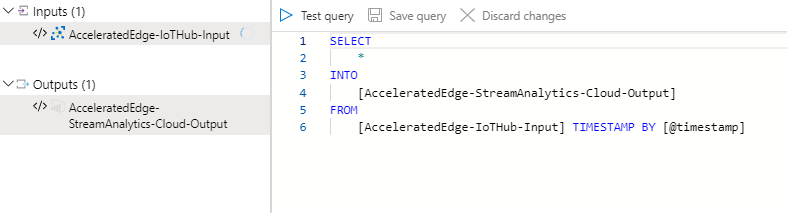 Inputs (1)
</> AcceleratedEdge-IoTHub-Input
Outputs (1)
</> AcceleratedEdge-
StreamAnalytics-Cloud-Output
Test query Save query Discard changes
1 SELECT
2 *
3 INTO
4 [AcceleratedEdge-StreamAnalytics-Cloud-Output]
5 FROM
6 [AcceleratedEdge-IoTHub-Input] TIMESTAMP BY [@timestamp]